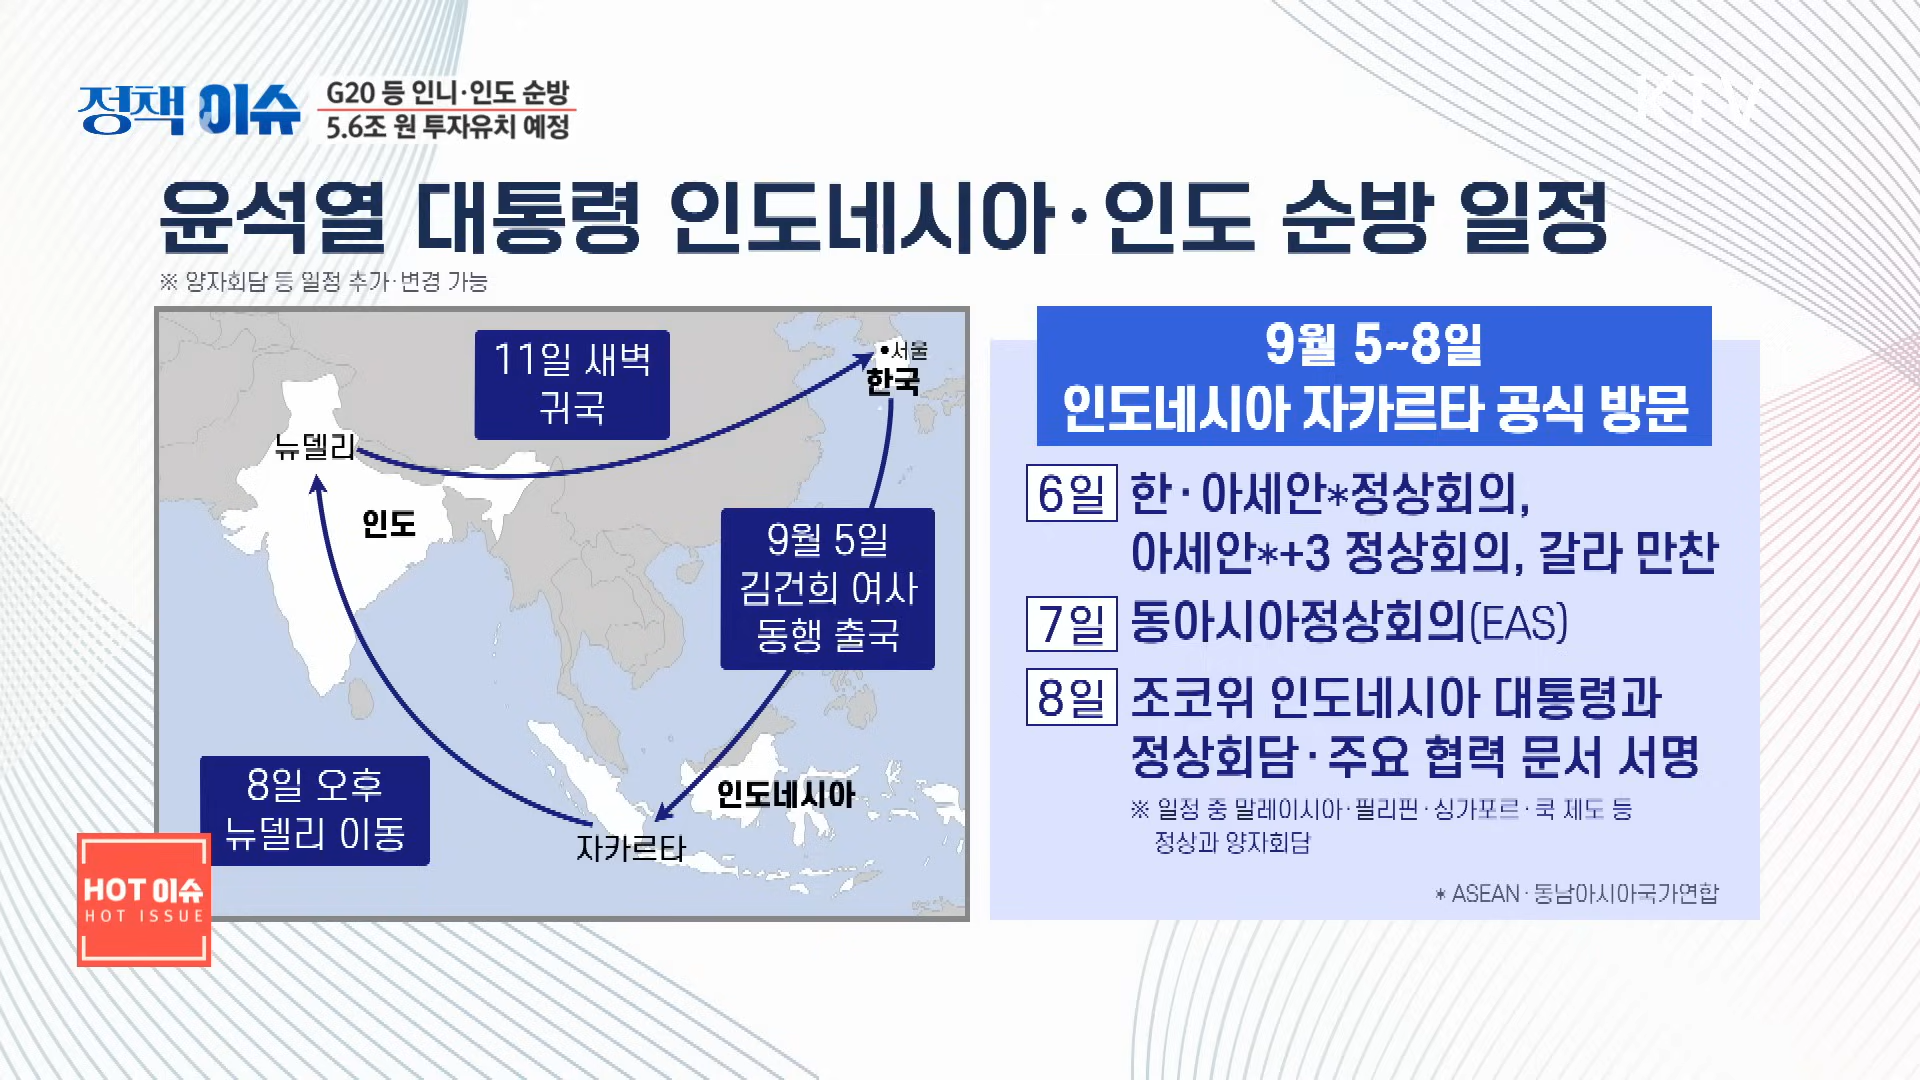 정책 이슈
G20 등 인니·인도 순방
5.6조 원 투자유치 예정
KTV
윤석열 대통령 인도네시아·인도 순방 일정
※ 양자회담 등 일정 추가·변경 가능
11일 새벽
귀국
서울
한국
뉴델리
인도
9월 5일
김건희 여사
동행 출국
8일 오후
뉴델리 이동
인도네시아
자카르타
HOT 이슈
HOT ISSUE
9월 5~8일
인도네시아 자카르타 공식 방문
6일 한·아세안*정상회의,
아세안*+3 정상회의, 갈라 만찬
7일 동아시아정상회의(EAS)
8일 조코위 인도네시아 대통령과
정상회담·주요 협력 문서 서명
※ 일정 중 말레이시아·필리핀·싱가포르·쿡 제도 등
정상과 양자회담
* ASEAN·동남아시아국가연합